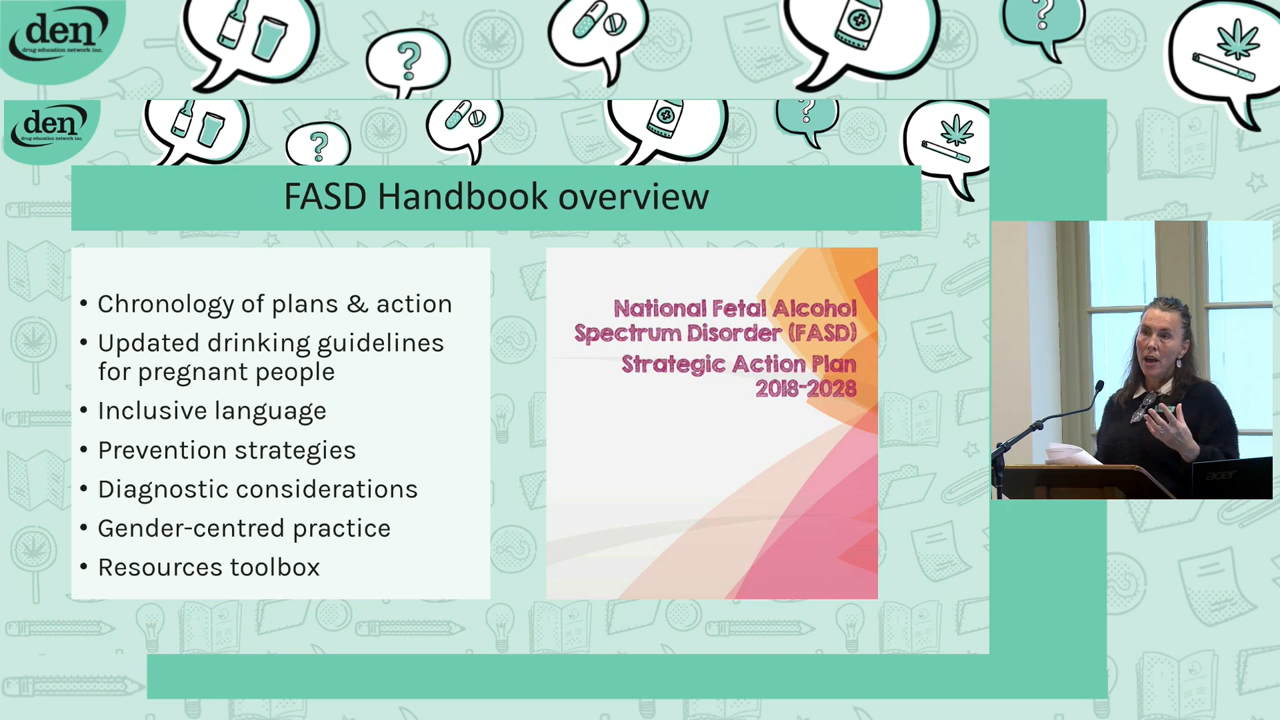 den
drug education network inc.
den
drug education network inc.
FASD Handbook overview
• Chronology of plans & action
• Updated drinking guidelines
for pregnant people
• Inclusive language
• Prevention strategies
• Diagnostic considerations
• Gender-centred practice
• Resources toolbox
National Fetal Alcohol
Spectrum Disorder (FASD)
Strategic Action Plan
2018-2028
acer